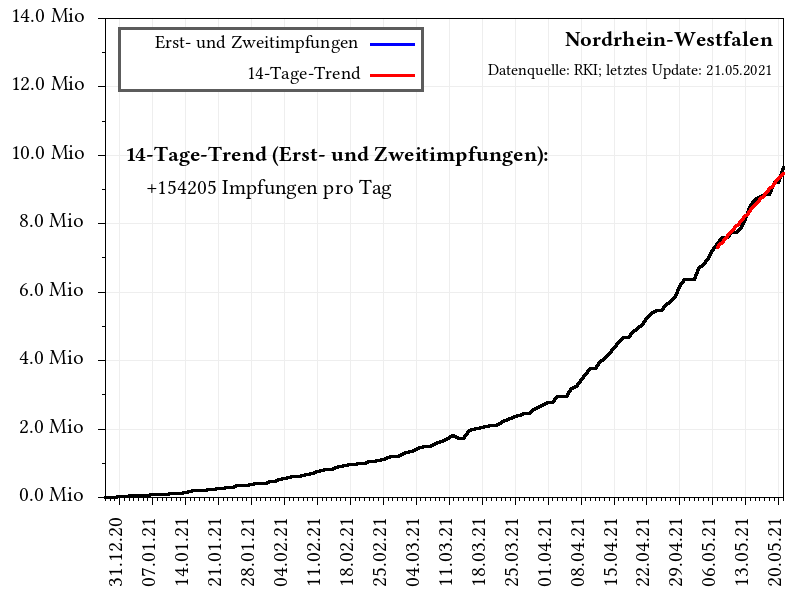 14.0 Mio
12.0 Mio
10.0 Mio
8.0 Mio
6.0 Mio
4.0 Mio
2.0 Mio
0.0 Mio
Erst- und Zweitimpfungen
14-Tage-Trend
Nordrhein-Westfalen
Datenquelle: RKI; letztes Update: 21.05.2021
14-Tage-Trend (Erst- und Zweitimpfungen):
+154205 Impfungen pro Tag
31.12.20
07.01.21
14.01.21
21.01.21
28.01.21
04.02.21
11.02.21
18.02.21
25.02.21
04.03.21
11.03.21
18.03.21
25.03.21
01.04.21
08.04.21
15.04.21
22.04.21
29.04.21
06.05.21
13.05.21
20.05.21